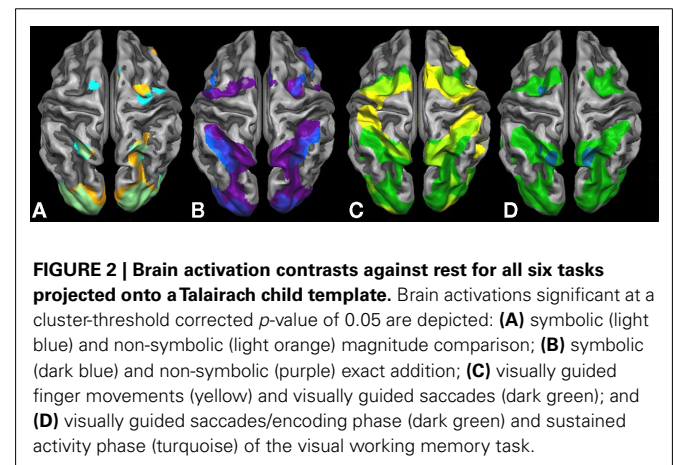 A B C D
FIGURE 2 | Brain activation contrasts against rest for all six tasks
projected onto a Talairach child template. Brain activations significant at a
cluster-threshold corrected p-value of 0.05 are depicted: (A) symbolic (light
blue) and non-symbolic (light orange) magnitude comparison; (B) symbolic
(dark blue) and non-symbolic (purple) exact addition; (C) visually guided
finger movements (yellow) and visually guided saccades (dark green); and
(D) visually guided saccades/encoding phase (dark green) and sustained
activity phase (turquoise) of the visual working memory task.